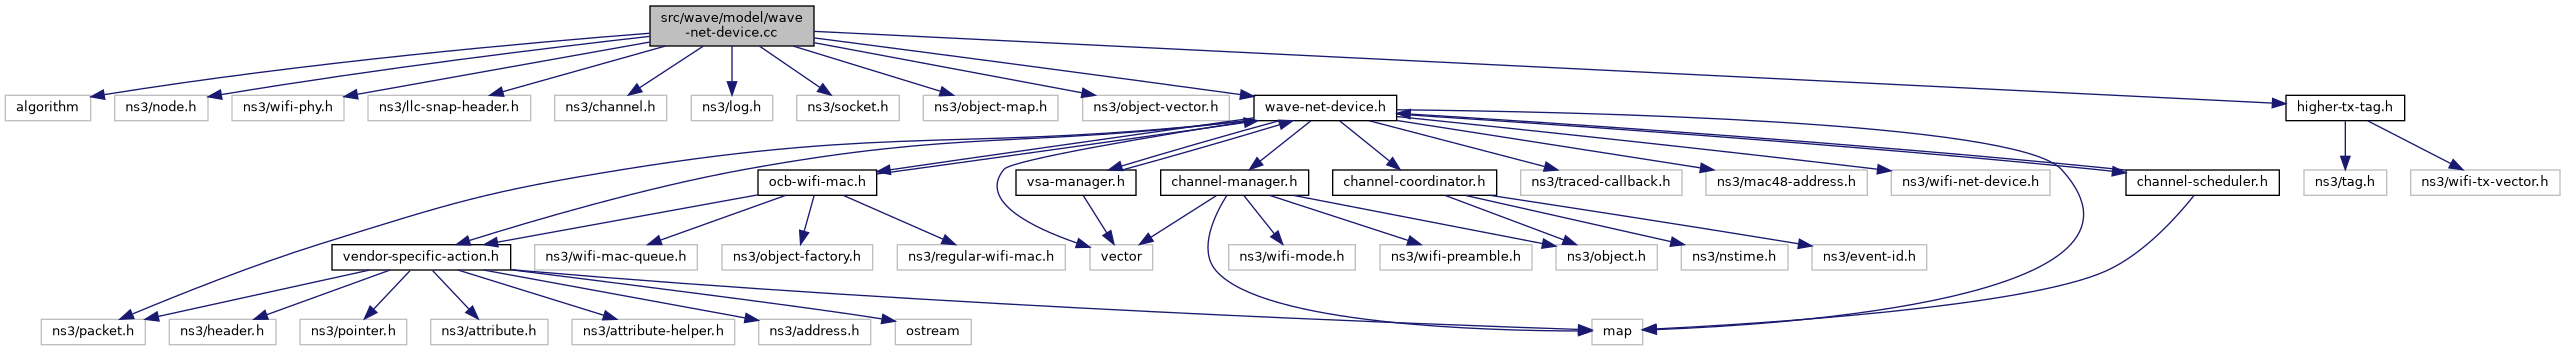 src/wave/model/wave
-net-device.cc
algorithm
ns3/node.h
ns3/wifi-phy.h
ns3/llc-snap-header.h
ns3/channel.h
ns3/log.h
ns3/socket.h
ns3/object-map.h
ns3/object-vector.h
wave-net-device.h
higher-tx-tag.h
ocb-wifi-mac.h
vsa-manager.h
channel-manager.h
channel-coordinator.h
ns3/traced-callback.h
ns3/mac48-address.h
ns3/wifi-net-device.h
channel-scheduler.h
ns3/tag.h
ns3/wifi-tx-vector.h
vendor-specific-action.h
ns3/wifi-mac-queue.h
ns3/object-factory.h
ns3/regular-wifi-mac.h
vector
ns3/wifi-mode.h
ns3/wifi-preamble.h
ns3/object.h
ns3/nstime.h
ns3/event-id.h
ns3/packet.h
ns3/header.h
ns3/pointer.h
ns3/attribute.h
ns3/attribute-helper.h
ns3/address.h
ostream
map